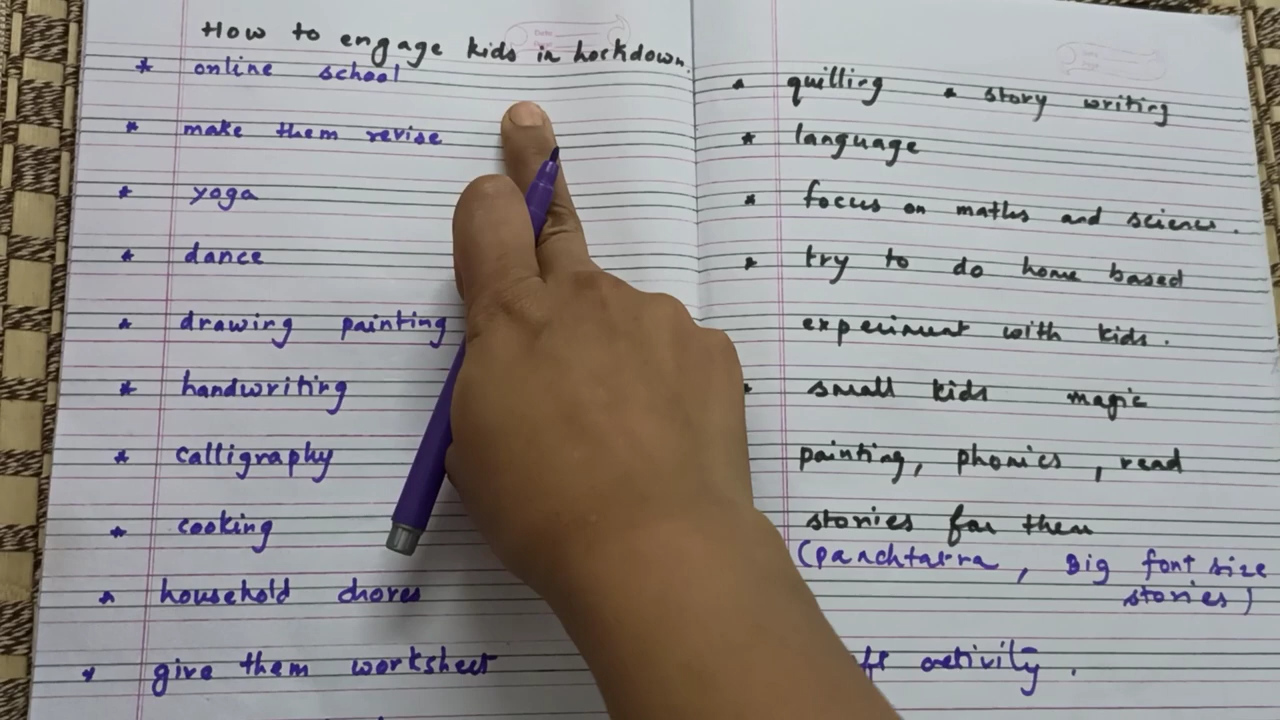 How to engage kids in Lockdown.
* online school
* make them revise
* yoga
* dance
* drawing painting
* handwriting
* calligraphy
* cooking
* household chores
* give them worksheet
* quilling * story writing
* language
* focus on maths and science.
* try to do home based
experiment with kids.
* small kids magic
painting, phonics, read
stories for them
(panchtatra, Big font size
stories)
activity.